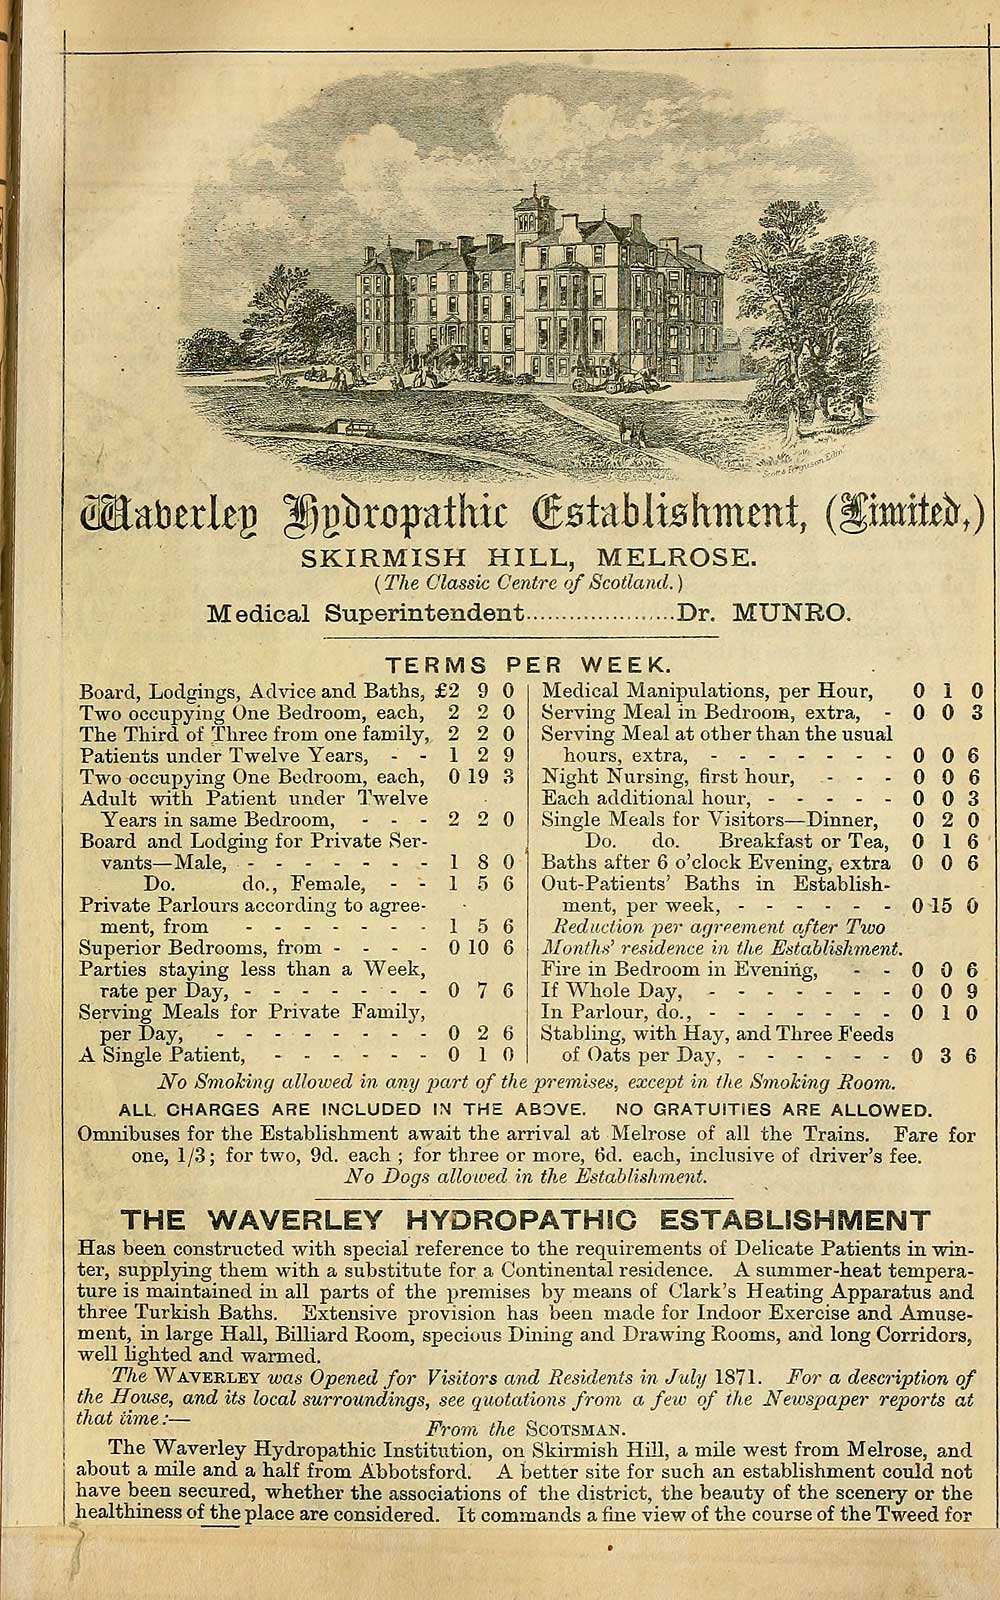 Scott & Ferguson Edinr
Waverley Hydropathic Establishment, (Limited,)
SKIRMISH HILL, MELROSE.
(The Classic Centre of Scotland.)
Medical Superintendent.....................Dr. MUNRO.
TERMS PER WEEK.
Board, Lodgings, Advice and Baths, £2 9 0
Two occupying One Bedroom, each, 2 2 0
The Third of Three from one family, 2 2 0
Patients under Twelve Years, - - 1 2 9
Two occupying One Bedroom, each, 0 19 3
Adult with Patient under Twelve
Years in same Bedroom, - - - 2 2 0
Board and Lodging for Private Ser-
vants—Male, - - - - - - - 1 8 0
Do. do., Female, - - 1 5 6
Private Parlours according to agree-
ment, from - - - - - - - 1 5 6
Superior Bedrooms, from - - - - 0 10 6
Parties staying less than a Week,
rate per Day, - - - - - - - 0 7 6
Serving Meals for Private Family,
per Day, - - - - - - - - 0 2 6
A Single Patient, - - - - - - 0 1 0
Medical Manipulations, per Hour, 0 1 0
Serving Meal in Bedroom, extra, - 0 0 3
Serving Meal at other than the usual
hours, extra, - - - - - - - 0 0 6
Night Nursing, first hour, - - - 0 0 6
Each additional hour, - - - - - 0 0 3
Single Meals for Visitors—Dinner, 0 2 0
Do. do. Breakfast or Tea, 0 1 6
Baths after 6 o'clock Evening, extra 0 0 6
Out-Patients' Baths in Establish-
ment, per week, - - - - - - 0 15 0
Reduction per agreement after Two
Months' residence in the Establishment.
Fire in Bedroom in Evening, - - 0 0 6
If Whole Day, - - - - - - - 0 0 9
In Parlour, do., - - - - - - - 0 1 0
Stabling, with Hay, and Three Feeds
of Oats per Day, - - - - - - 0 3 6
No Smoking allowed in any part of the premises, except in the Smoking Room.
ALL CHARGES ARE INCLUDED IN THE ABOVE. NO GRATUITIES ARE ALLOWED.
Omnibuses for the Establishment await the arrival at Melrose of all the Trains. Fare for
one, 1/3; for two, 9d. each; for three or more, 6d. each, inclusive of driver's fee.
No Dogs allowed in the Establishment.
THE WAVERLEY HYDROPATHIC ESTABLISHMENT
Has been constructed with special reference to the requirements of Delicate Patients in win-
ter, supplying them with a substitute for a Continental residence. A summer-heat tempera-
ture is maintained in all parts of the premises by means of Clark's Heating Apparatus and
three Turkish Baths. Extensive provision has been made for Indoor Exercise and Amuse-
ment, in large Hall, Billiard Room, specious Dining and Drawing Rooms, and long Corridors,
well lighted and warmed.
The WAVERLEY was Opened for Visitors and Residents in July 1871. For a description of
the House, and its local surroundings, see quotations from a few of the Newspaper reports at
that time:—
From the SCOTSMAN.
The Waverley Hydropathic Institution, on Skirmish Hill, a mile west from Melrose, and
about a mile and a half from Abbotsford. A better site for such an establishment could not
have been secured, whether the associations of the district, the beauty of the scenery or the
healthiness of the place are considered. It commands a fine view of the course of the Tweed for